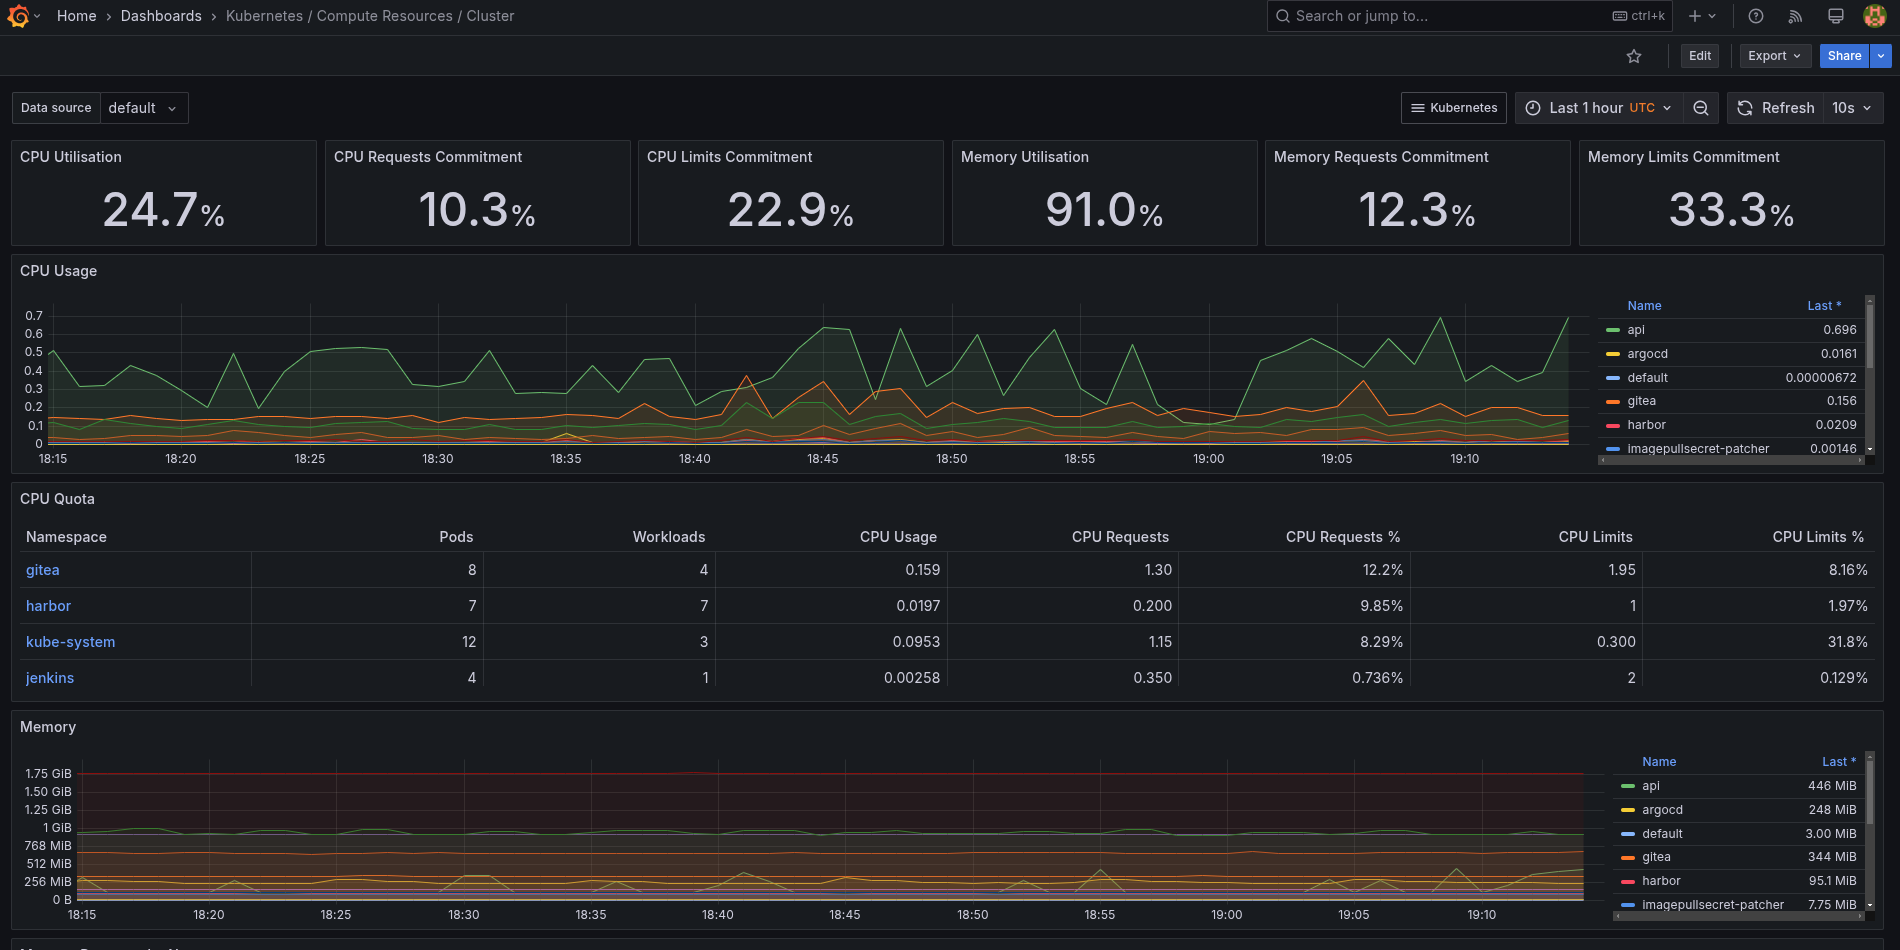 Home › Dashboards › Kubernetes / Compute Resources / Cluster
Search or jump to... ctrl+k
Edit Export Share
Data source default
Kubernetes Last 1 hour UTC Refresh 10s
CPU Utilisation
24.7%
CPU Requests Commitment
10.3%
CPU Limits Commitment
22.9%
Memory Utilisation
91.0%
Memory Requests Commitment
12.3%
Memory Limits Commitment
33.3%
CPU Usage
0.7
0.6
0.5
0.4
0.3
0.2
0.1
0
18:15 18:20 18:25 18:30 18:35 18:40 18:45 18:50 18:55 19:00 19:05 19:10
Name Last *
api 0.696
argocd 0.0161
default 0.00000672
gitea 0.156
harbor 0.0209
imagepullsecret-patcher 0.00146
CPU Quota
Namespace Pods Workloads CPU Usage CPU Requests CPU Requests % CPU Limits CPU Limits %
gitea 8 4 0.159 1.30 12.2% 1.95 8.16%
harbor 7 7 0.0197 0.200 9.85% 1 1.97%
kube-system 12 3 0.0953 1.15 8.29% 0.300 31.8%
jenkins 4 1 0.00258 0.350 0.736% 2 0.129%
Memory
1.75 GiB
1.50 GiB
1.25 GiB
1 GiB
768 MiB
512 MiB
256 MiB
0 B
18:15 18:20 18:25 18:30 18:35 18:40 18:45 18:50 18:55 19:00 19:05 19:10
Name Last *
api 446 MiB
argocd 248 MiB
default 3.00 MiB
gitea 344 MiB
harbor 95.1 MiB
imagepullsecret-patcher 7.75 MiB